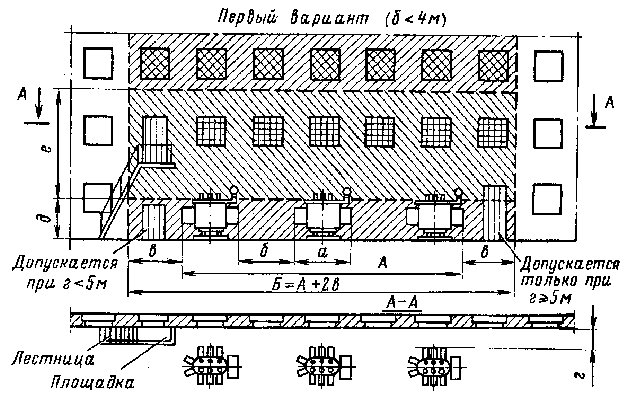 Первый вариант (б < 4м)
А
А
е
д
в
б
а
в
А
Допускается
при г<5м
Б=А+2в
Допускается
только при
г⩾5м
А-А
Лестница
Площадка
г